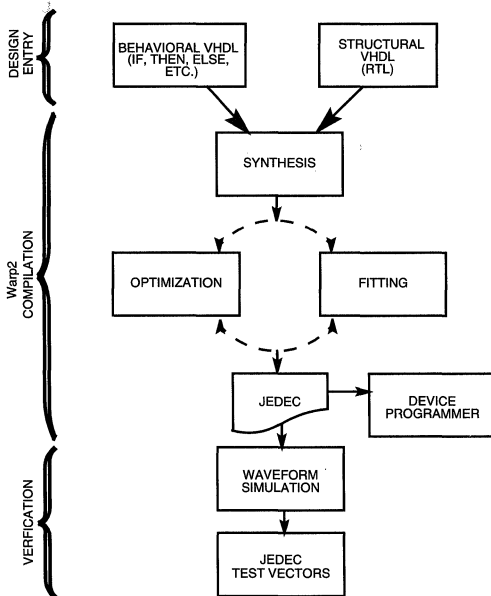 DESIGN
ENTRY
BEHAVIORAL VHDL
(IF, THEN, ELSE,
ETC.)
STRUCTURAL
VHDL
(RTL)
Warp2
COMPILATION
SYNTHESIS
OPTIMIZATION
FITTING
JEDEC
DEVICE
PROGRAMMER
VERFICATION
WAVEFORM
SIMULATION
JEDEC
TEST VECTORS